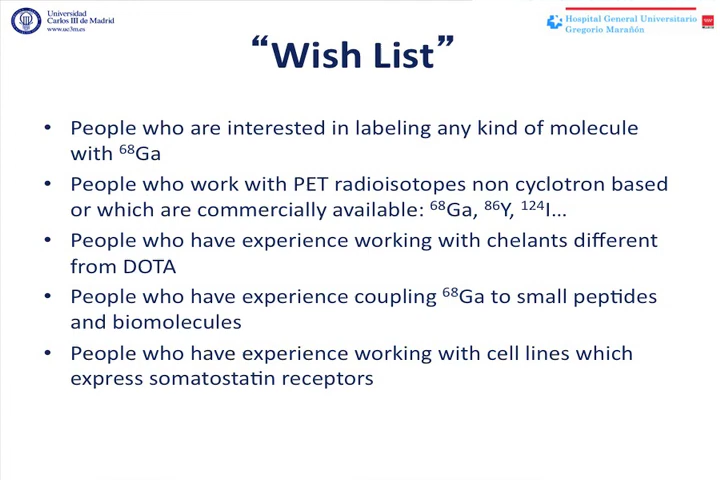 Universidad
Carlos III de Madrid
www.uc3m.es
Hospital General Universitario
Gregorio Marañón
“Wish List”
• People who are interested in labeling any kind of molecule
with ⁶⁸Ga
• People who work with PET radioisotopes non cyclotron based
or which are commercially available: ⁶⁸Ga, ⁸⁶Y, ¹²⁴I…
• People who have experience working with chelants different
from DOTA
• People who have experience coupling ⁶⁸Ga to small peptides
and biomolecules
• People who have experience working with cell lines which
express somatostatin receptors